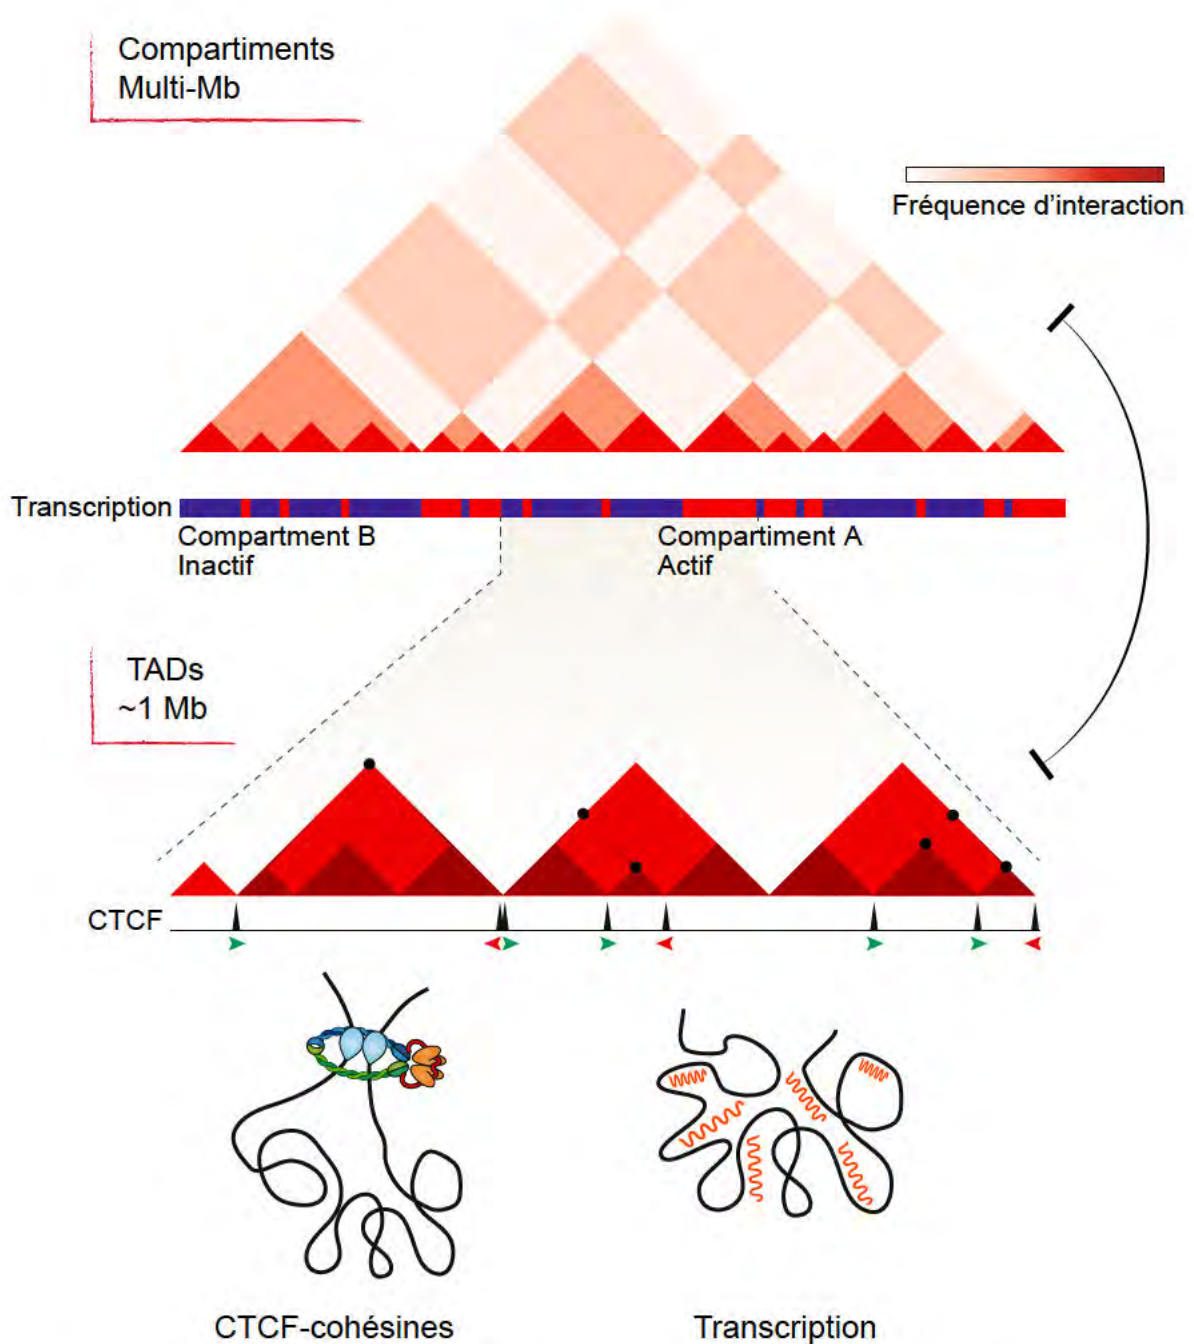 Compartiments
Multi-Mb
Fréquence d'interaction
Transcription
Compartment B
Inactif
Compartiment A
Actif
TADs
~1 Mb
CTCF
CTCF-cohésines
Transcription